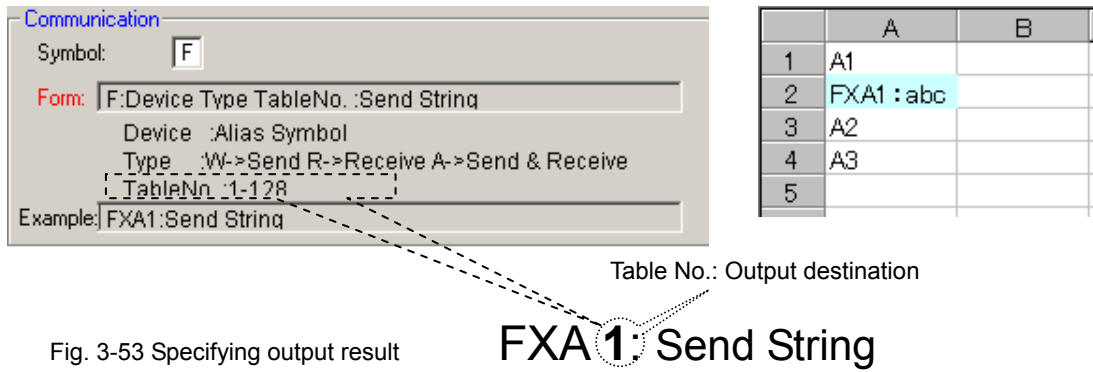 Communication
Symbol: F
Form: F:Device Type TableNo. :Send String
Device :Alias Symbol
Type :W->Send R->Receive A->Send & Receive
TableNo. :1-128
Example: FXA1:Send String
A B
1 A1
2 FXA1:abc
3 A2
4 A3
5
Table No.: Output destination
FXA 1: Send String
Fig. 3-53 Specifying output result